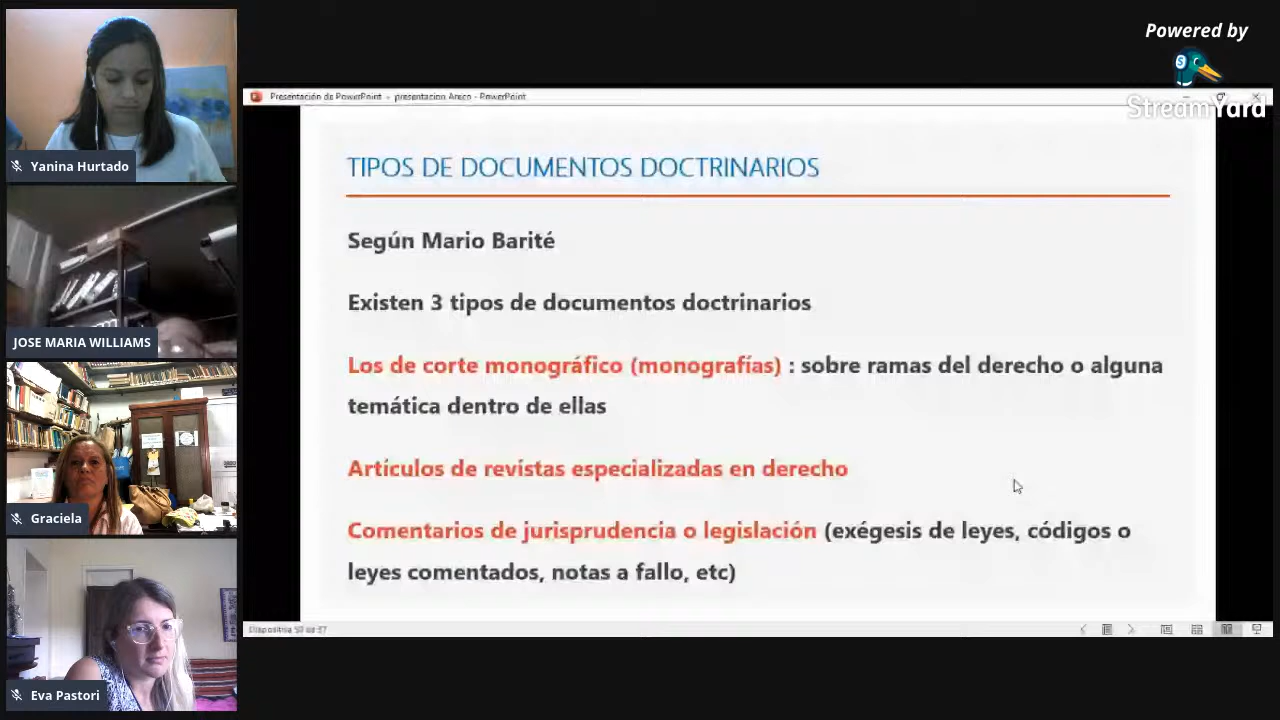 Powered by
StreamYard
Presentación de PowerPoint - presentacion Areco - PowerPoint
TIPOS DE DOCUMENTOS DOCTRINARIOS
Según Mario Barité
Existen 3 tipos de documentos doctrinarios
Los de corte monográfico (monografías) : sobre ramas del derecho o alguna
temática dentro de ellas
Artículos de revistas especializadas en derecho
Comentarios de jurisprudencia o legislación (exégesis de leyes, códigos o
leyes comentados, notas a fallo, etc)
Yanina Hurtado
JOSE MARIA WILLIAMS
Graciela
Eva Pastori